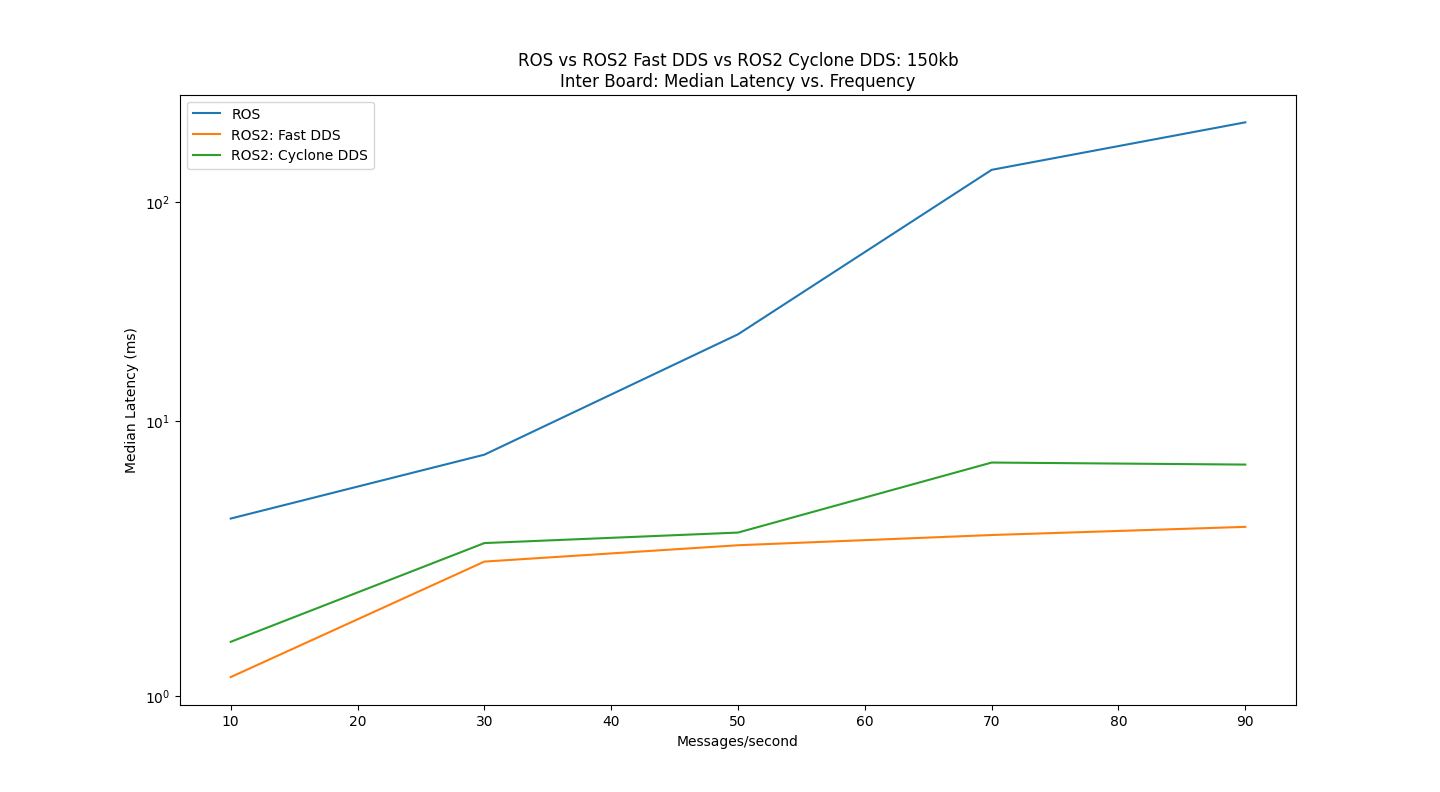 ROS vs ROS2 Fast DDS vs ROS2 Cyclone DDS: 150kb
Inter Board: Median Latency vs. Frequency
ROS
ROS2: Fast DDS
ROS2: Cyclone DDS
Median Latency (ms)
10²
10¹
10⁰
10 20 30 40 50 60 70 80 90
Messages/second